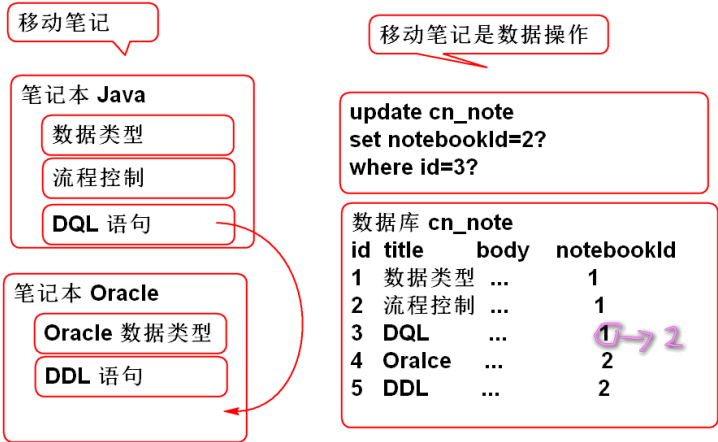 移动笔记
笔记本 Java
数据类型
流程控制
DQL 语句
笔记本 Oracle
Oracle 数据类型
DDL 语句
移动笔记是数据操作
update cn_note
set notebookId=2?
where id=3?
数据库 cn_note
id title body notebookId
1 数据类型 ... 1
2 流程控制 ... 1
3 DQL ... 1 2
4 Oralce ... 2
5 DDL ... 2